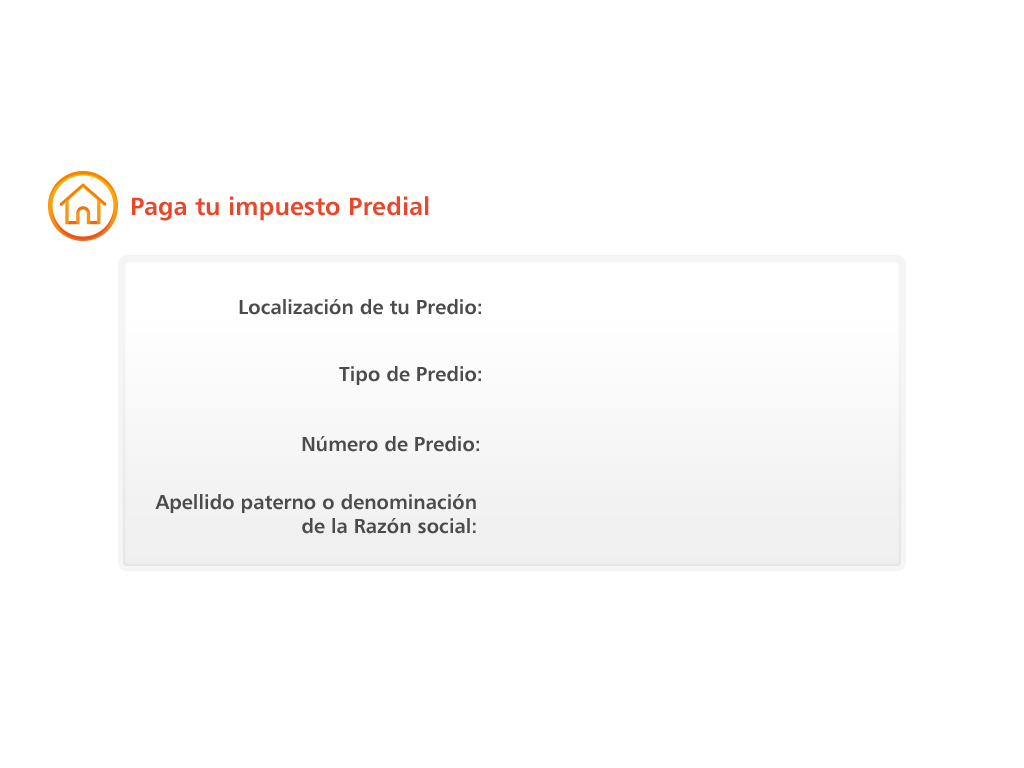 Paga tu impuesto Predial
Localización de tu Predio:
Tipo de Predio:
Número de Predio:
Apellido paterno o denominación
de la Razón social: